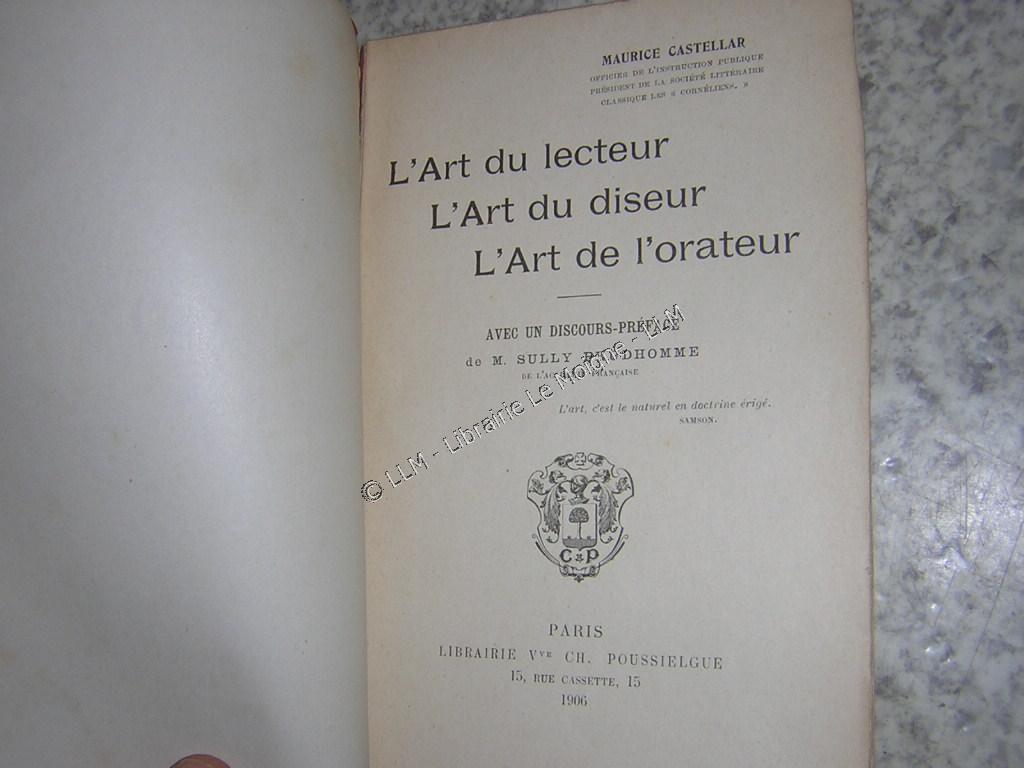 MAURICE CASTELLAR
OFFICIER DE L'INSTRUCTION PUBLIQUE
PRÉSIDENT DE LA SOCIÉTÉ LITTÉRAIRE
CLASSIQUE LES « CORNÉLIENS. »
L'Art du lecteur
L'Art du diseur
L'Art de l'orateur
AVEC UN DISCOURS-PRÉFACE
de M. SULLY PRUDHOMME
DE L'ACADÉMIE FRANÇAISE
L'art, c'est le naturel en doctrine érigé.
SAMSON.
© LLM - Librairie Le Moione - LLM
C P
PARIS
LIBRAIRIE Vve CH. POUSSIELGUE
15, RUE CASSETTE, 15
1906